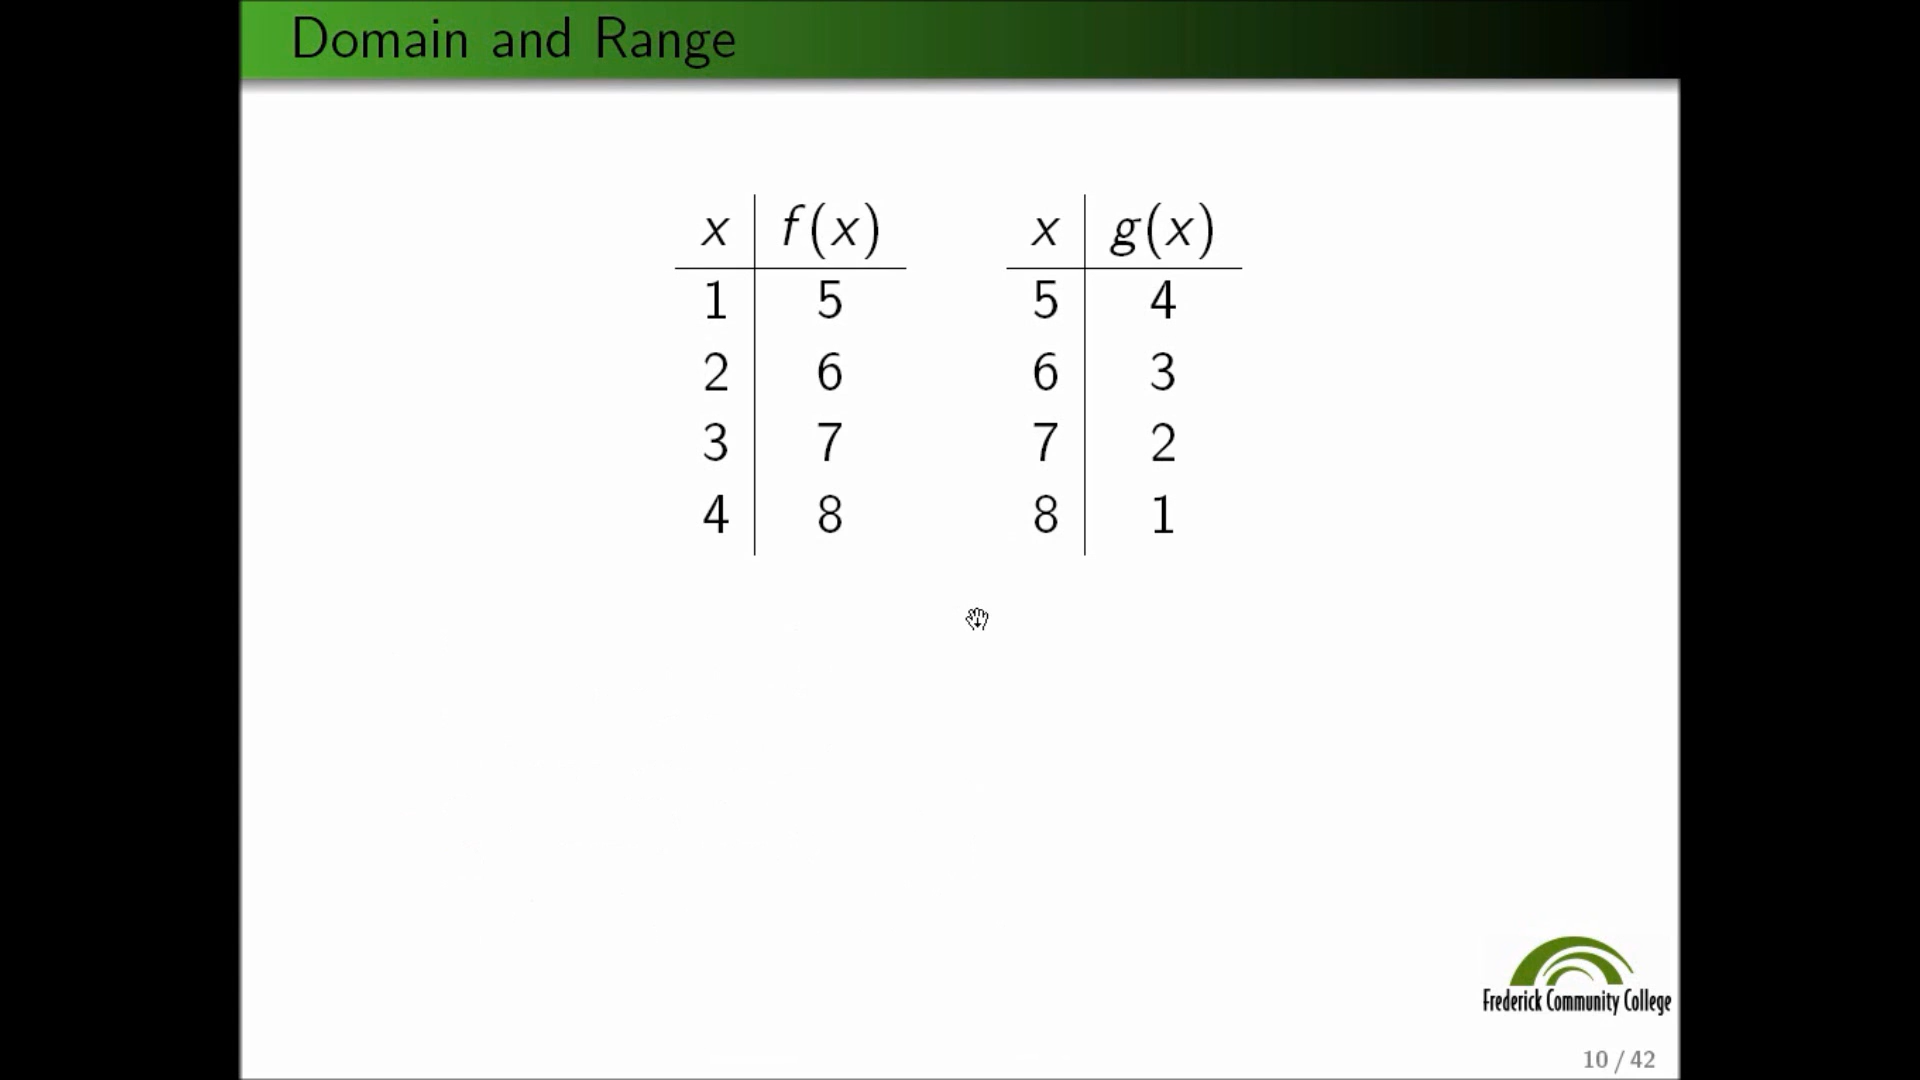 Domain and Range
x f(x) x g(x)
1 5 5 4
2 6 6 3
3 7 7 2
4 8 8 1
Frederick Community College
10 / 42